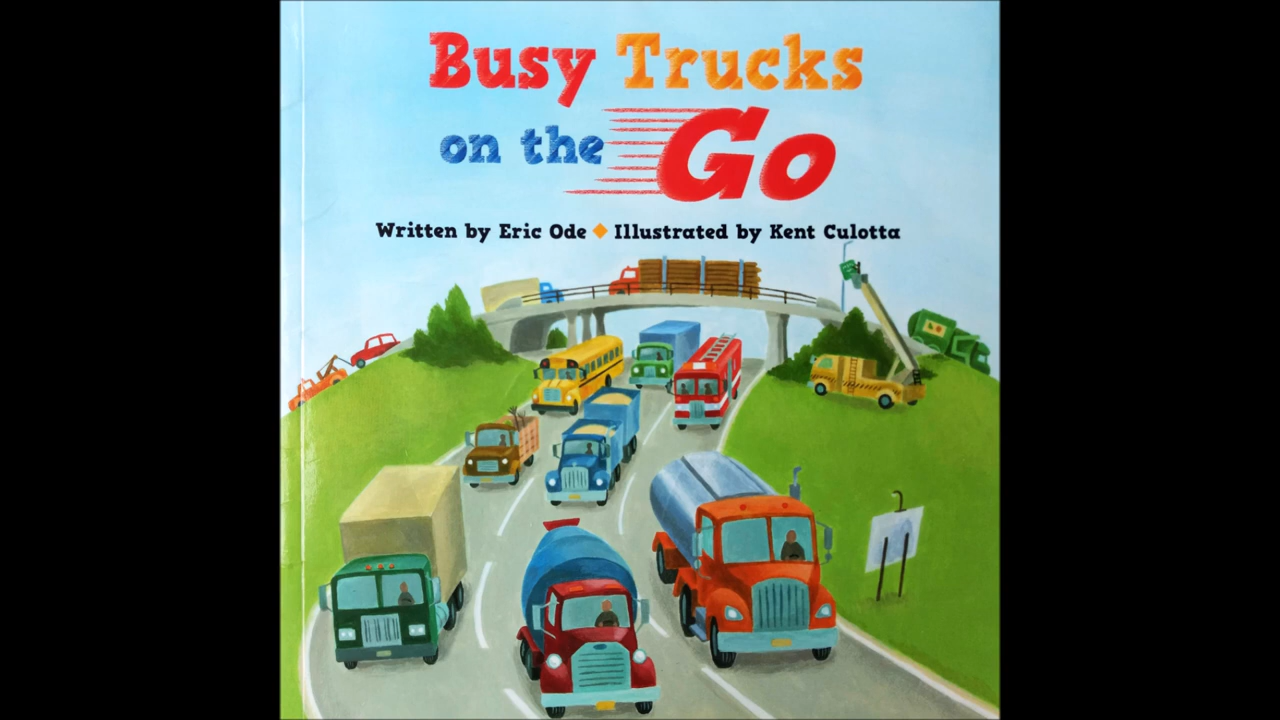 Busy Trucks
on the Go
Written by Eric Ode ◆ Illustrated by Kent Culotta